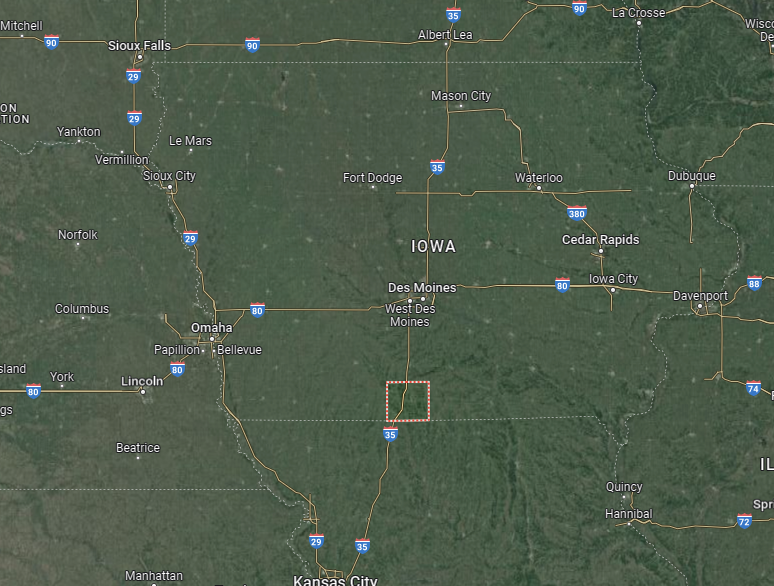 35
90
La Crosse
Mitchell
Wisco
De
90
Sioux Falls
90
Albert Lea
29
Mason City
ON
TION
29
Yankton
Le Mars
Vermillion
35
Sioux City
Fort Dodge
Waterloo
Dubuque
380
Norfolk
29
IOWA
Cedar Rapids
Iowa City
80
88
Des Moines
Davenport
Columbus
80
West Des
Moines
Omaha
Papillion
Bellevue
sland
80
York
Lincoln
80
74
F
gs
35
Beatrice
IL
Quincy
Spr
Hannibal
72
29
35
Manhattan
Kansas City